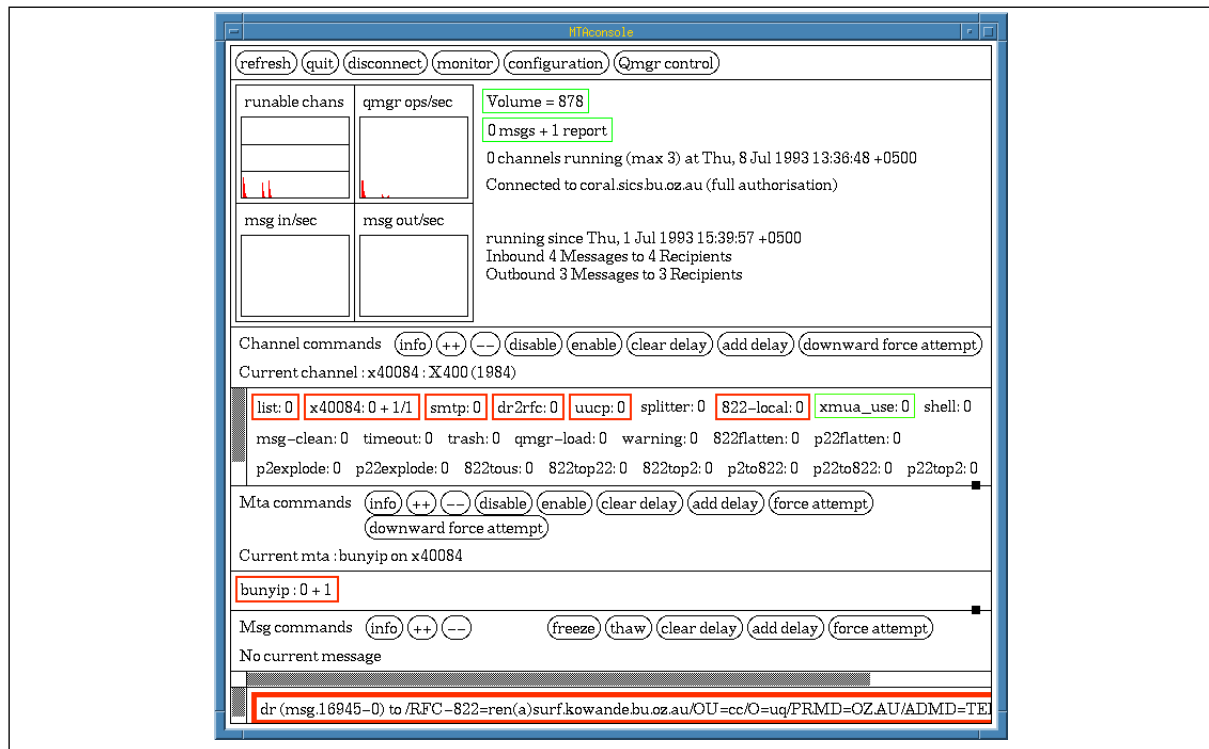 MTAconsole
refresh quit disconnect monitor configuration Qmgr control
runable chans qmgr ops/sec
Volume = 878
0 msgs + 1 report
0 channels running (max 3) at Thu, 8 Jul 1993 13:36:48 +0500
Connected to coral.sics.bu.oz.au (full authorisation)
msg in/sec msg out/sec
running since Thu, 1 Jul 1993 15:39:57 +0500
Inbound 4 Messages to 4 Recipients
Outbound 3 Messages to 3 Recipients
Channel commands info ++ -- disable enable clear delay add delay downward force attempt
Current channel : x40084 : X400 (1984)
list: 0 x40084: 0 + 1/1 smtp: 0 dr2rfc: 0 uucp: 0 splitter: 0 822-local: 0 xmua_use: 0 shell: 0
msg-clean: 0 timeout: 0 trash: 0 qmgr-load: 0 warning: 0 822flatten: 0 p22flatten: 0
p2explode: 0 p22explode: 0 822tous: 0 822top22: 0 822top2: 0 p2to822: 0 p22to822: 0 p22top2: 0
Mta commands info ++ -- disable enable clear delay add delay force attempt
downward force attempt
Current mta : bunyip on x40084
bunyip : 0 + 1
Msg commands info ++ -- freeze thaw clear delay add delay force attempt
No current message
dr (msg.16945-0) to /RFC-822=ren(a)surf.kowande.bu.oz.au/OU=cc/O=uq/PRMD=OZ.AU/ADMD=TE